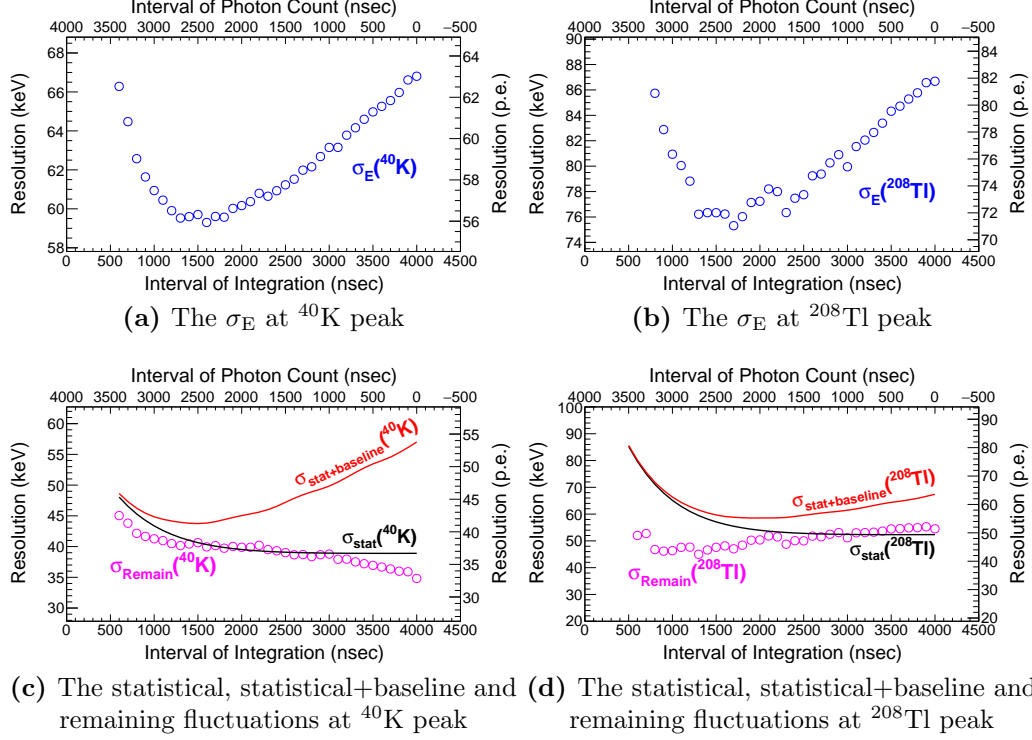 Interval of Photon Count (nsec)
4000 3500 3000 2500 2000 1500 1000 500 0 −500
Resolution (keV)
68
66
64
62
60
58
Resolution (p.e.)
64
62
60
58
56
σE(40K)
0 500 1000 1500 2000 2500 3000 3500 4000 4500
Interval of Integration (nsec)
(a) The σE at 40K peak
Interval of Photon Count (nsec)
4000 3500 3000 2500 2000 1500 1000 500 0 −500
Resolution (keV)
90
88
86
84
82
80
78
76
74
Resolution (p.e.)
84
82
80
78
76
74
72
70
σE(208Tl)
0 500 1000 1500 2000 2500 3000 3500 4000 4500
Interval of Integration (nsec)
(b) The σE at 208Tl peak
Interval of Photon Count (nsec)
4000 3500 3000 2500 2000 1500 1000 500 0 −500
Resolution (keV)
60
55
50
45
40
35
30
Resolution (p.e.)
55
50
45
40
35
30
σstat+baseline(40K)
σstat(40K)
σRemain(40K)
0 500 1000 1500 2000 2500 3000 3500 4000 4500
Interval of Integration (nsec)
(c) The statistical, statistical+baseline and
remaining fluctuations at 40K peak
Interval of Photon Count (nsec)
4000 3500 3000 2500 2000 1500 1000 500 0 −500
Resolution (keV)
100
90
80
70
60
50
40
30
20
Resolution (p.e.)
90
80
70
60
50
40
30
20
σstat+baseline(208Tl)
σstat(208Tl)
σRemain(208Tl)
0 500 1000 1500 2000 2500 3000 3500 4000 4500
Interval of Integration (nsec)
(d) The statistical, statistical+baseline and
remaining fluctuations at 208Tl peak